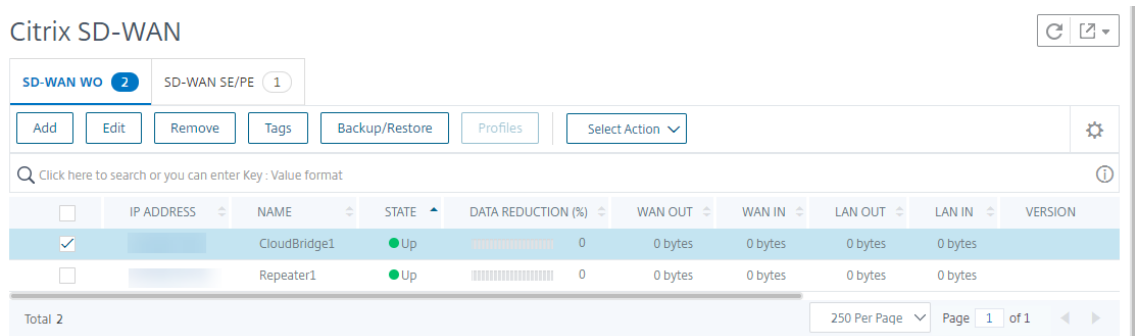 Citrix SD-WAN
SD-WAN WO 2 SD-WAN SE/PE 1
Add Edit Remove Tags Backup/Restore Profiles Select Action
Click here to search or you can enter Key : Value format
IP ADDRESS NAME STATE DATA REDUCTION (%) WAN OUT WAN IN LAN OUT LAN IN VERSION
CloudBridge1 Up 0 0 bytes 0 bytes 0 bytes 0 bytes
Repeater1 Up 0 0 bytes 0 bytes 0 bytes 0 bytes
Total 2 250 Per Page Page 1 of 1